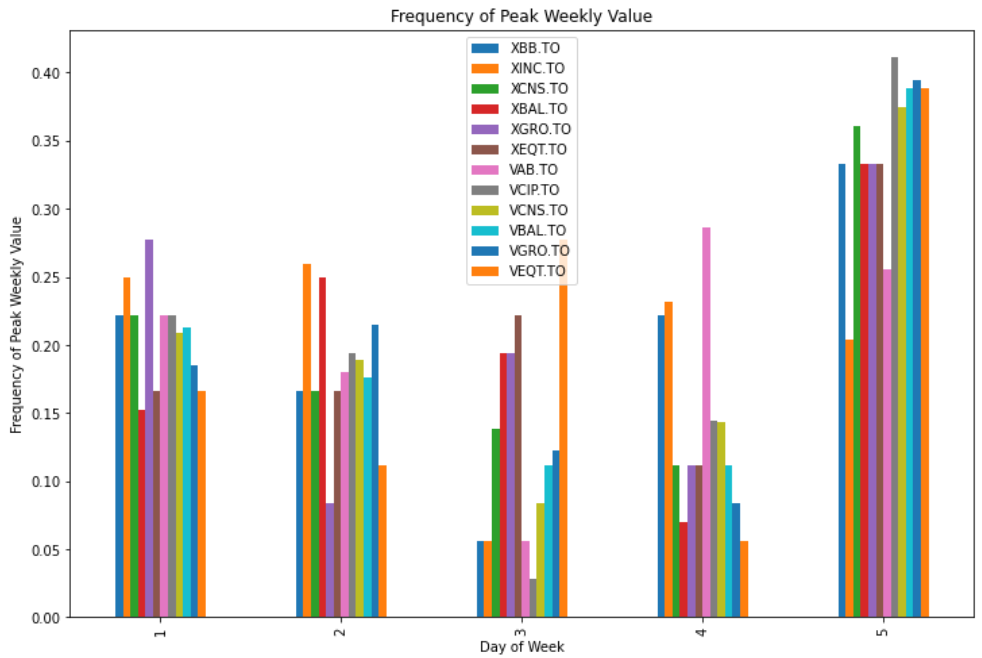 Frequency of Peak Weekly Value
Frequency of Peak Weekly Value
0.40
0.35
0.30
0.25
0.20
0.15
0.10
0.05
0.00
XBB.TO
XINC.TO
XCNS.TO
XBAL.TO
XGRO.TO
XEQT.TO
VAB.TO
VCIP.TO
VCNS.TO
VBAL.TO
VGRO.TO
VEQT.TO
1
2
3
4
5
Day of Week